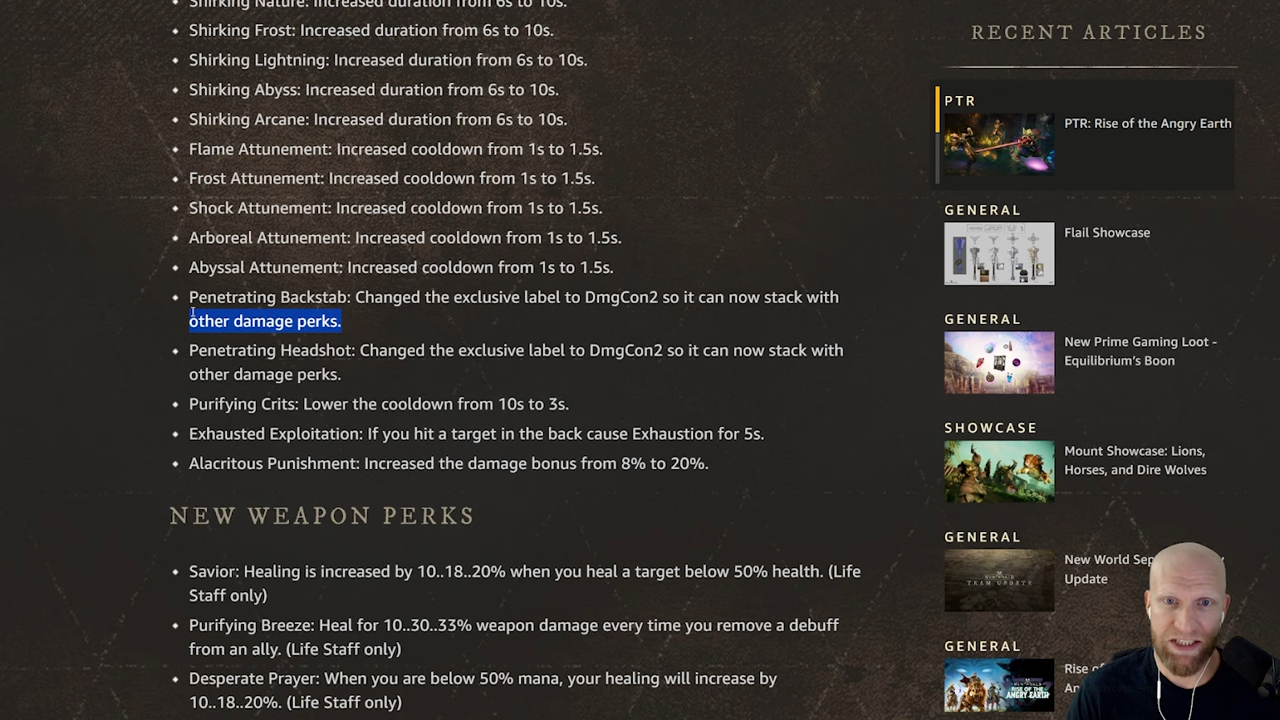 Shirking Nature: Increased duration from 6s to 10s.
Shirking Frost: Increased duration from 6s to 10s.
Shirking Lightning: Increased duration from 6s to 10s.
Shirking Abyss: Increased duration from 6s to 10s.
Shirking Arcane: Increased duration from 6s to 10s.
Flame Attunement: Increased cooldown from 1s to 1.5s.
Frost Attunement: Increased cooldown from 1s to 1.5s.
Shock Attunement: Increased cooldown from 1s to 1.5s.
Arboreal Attunement: Increased cooldown from 1s to 1.5s.
Abyssal Attunement: Increased cooldown from 1s to 1.5s.
Penetrating Backstab: Changed the exclusive label to DmgCon2 so it can now stack with
other damage perks.
Penetrating Headshot: Changed the exclusive label to DmgCon2 so it can now stack with
other damage perks.
Purifying Crits: Lower the cooldown from 10s to 3s.
Exhausted Exploitation: If you hit a target in the back cause Exhaustion for 5s.
Alacritous Punishment: Increased the damage bonus from 8% to 20%.
NEW WEAPON PERKS
Savior: Healing is increased by 10..18..20% when you heal a target below 50% health. (Life
Staff only)
Purifying Breeze: Heal for 10..30..33% weapon damage every time you remove a debuff
from an ally. (Life Staff only)
Desperate Prayer: When you are below 50% mana, your healing will increase by
10..18..20%. (Life Staff only)
RECENT ARTICLES
PTR
PTR: Rise of the Angry Earth
GENERAL
Flail Showcase
GENERAL
New Prime Gaming Loot -
Equilibrium's Boon
SHOWCASE
Mount Showcase: Lions,
Horses, and Dire Wolves
GENERAL
TEAM UPDATE
New World
Update
GENERAL
RISE OF THE
ANGRY EARTH